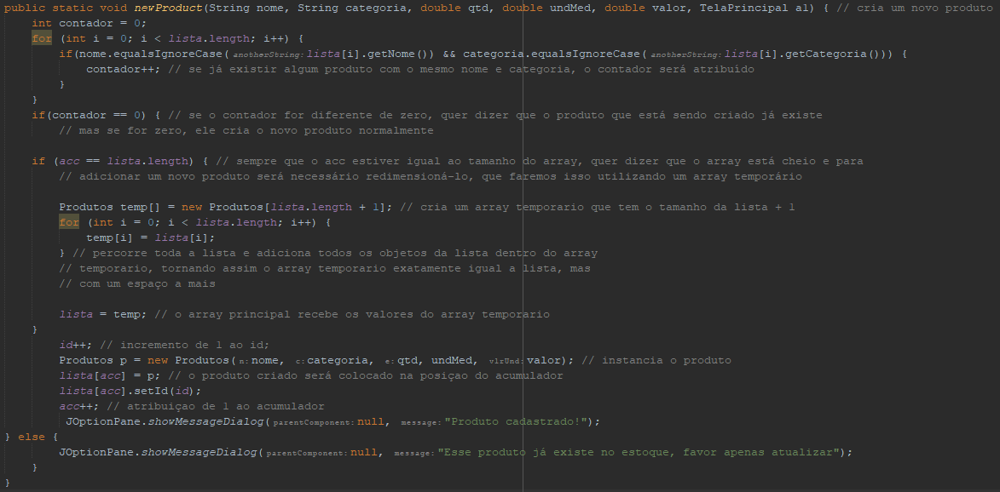 public static void newProduct(String nome, String categoria, double qtd, double undMed, double valor, TelaPrincipal a1) { // cria um novo produto
int contador = 0;
for (int i = 0; i < lista.length; i++) {
if(nome.equalsIgnoreCase( anotherString: lista[i].getNome()) && categoria.equalsIgnoreCase( anotherString: lista[i].getCategoria())) {
contador++; // se já existir algum produto com o mesmo nome e categoria, o contador será atribuído
}
}
if(contador == 0) { // se o contador for diferente de zero, quer dizer que o produto que está sendo criado já existe
// mas se for zero, ele cria o novo produto normalmente
if (acc == lista.length) { // sempre que o acc estiver igual ao tamanho do array, quer dizer que o array está cheio e para
// adicionar um novo produto será necessário redimensioná-lo, que faremos isso utilizando um array temporário
Produtos temp[] = new Produtos[lista.length + 1]; // cria um array temporario que tem o tamanho da lista + 1
for (int i = 0; i < lista.length; i++) {
temp[i] = lista[i];
} // percorre toda a lista e adiciona todos os objetos da lista dentro do array
// temporario, tornando assim o array temporario exatamente igual a lista, mas
// com um espaço a mais
lista = temp; // o array principal recebe os valores do array temporario
}
id++; // incremento de 1 ao id;
Produtos p = new Produtos( n: nome, c: categoria, e: qtd, undMed, vlrUnd: valor); // instancia o produto
lista[acc] = p; // o produto criado será colocado na posiçao do acumulador
lista[acc].setId(id);
acc++; // atribuiçao de 1 ao acumulador
JOptionPane.showMessageDialog( parentComponent: null, message: "Produto cadastrado!");
} else {
JOptionPane.showMessageDialog( parentComponent: null, message: "Esse produto já existe no estoque, favor apenas atualizar");
}
}